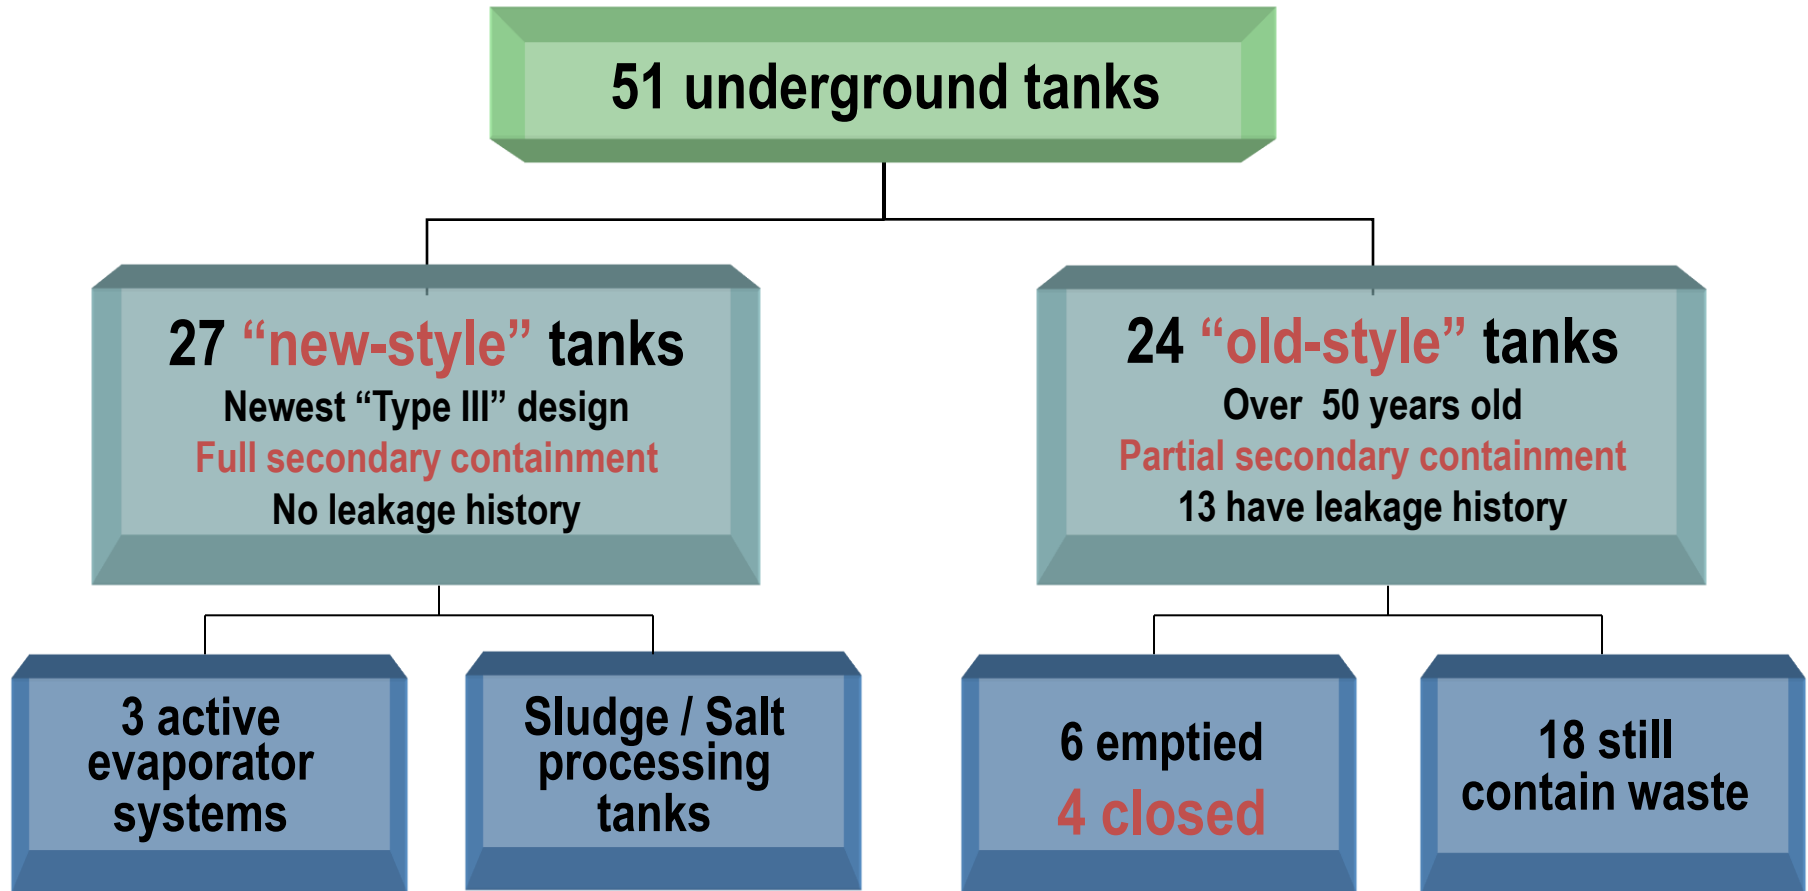 51 underground tanks
27 “new-style” tanks
Newest “Type III” design
Full secondary containment
No leakage history
24 “old-style” tanks
Over 50 years old
Partial secondary containment
13 have leakage history
3 active
evaporator
systems
Sludge / Salt
processing
tanks
6 emptied
4 closed
18 still
contain waste